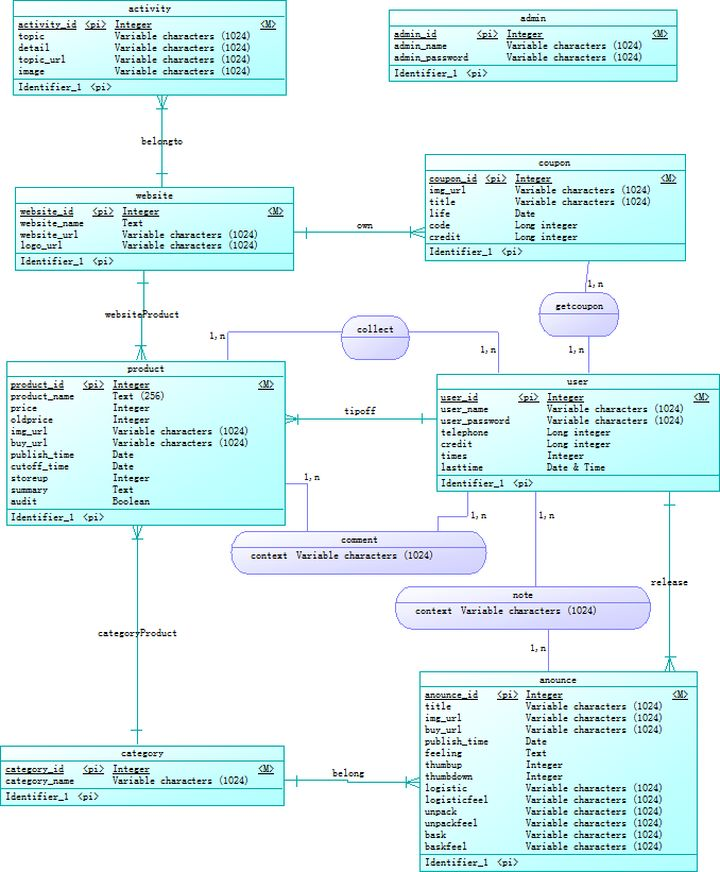 activity
activity_id <pi> Integer <M>
topic Variable characters (1024)
detail Variable characters (1024)
topic_url Variable characters (1024)
image Variable characters (1024)
Identifier_1 <pi>
admin
admin_id <pi> Integer <M>
admin_name Variable characters (1024)
admin_password Variable characters (1024)
Identifier_1 <pi>
belongto
website
website_id <pi> Integer <M>
website_name Text
website_url Variable characters (1024)
logo_url Variable characters (1024)
Identifier_1 <pi>
own
coupon
coupon_id <pi> Integer <M>
img_url Variable characters (1024)
title Variable characters (1024)
life Date
code Long integer
credit Long integer
Identifier_1 <pi>
1,n
getcoupon
1,n
websiteProduct
1,n
collect
1,n
product
product_id <pi> Integer <M>
product_name Text (256)
price Integer
oldprice Integer
img_url Variable characters (1024)
buy_url Variable characters (1024)
publish_time Date
cutoff_time Date
storeup Integer
summary Text
audit Boolean
Identifier_1 <pi>
tipoff
user
user_id <pi> Integer <M>
user_name Variable characters (1024)
user_password Variable characters (1024)
telephone Long integer
credit Long integer
times Integer
lasttime Date & Time
Identifier_1 <pi>
1,n
1,n
1,n
comment
context Variable characters (1024)
release
note
context Variable characters (1024)
1,n
categoryProduct
category
category_id <pi> Integer <M>
category_name Variable characters (1024)
Identifier_1 <pi>
belong
anounce
anounce_id <pi> Integer <M>
title Variable characters (1024)
img_url Variable characters (1024)
buy_url Variable characters (1024)
publish_time Date
feeling Text
thumbup Integer
thumbdown Integer
logistic Variable characters (1024)
logisticfeel Variable characters (1024)
unpack Variable characters (1024)
unpackfeel Variable characters (1024)
bask Variable characters (1024)
baskfeel Variable characters (1024)
Identifier_1 <pi>